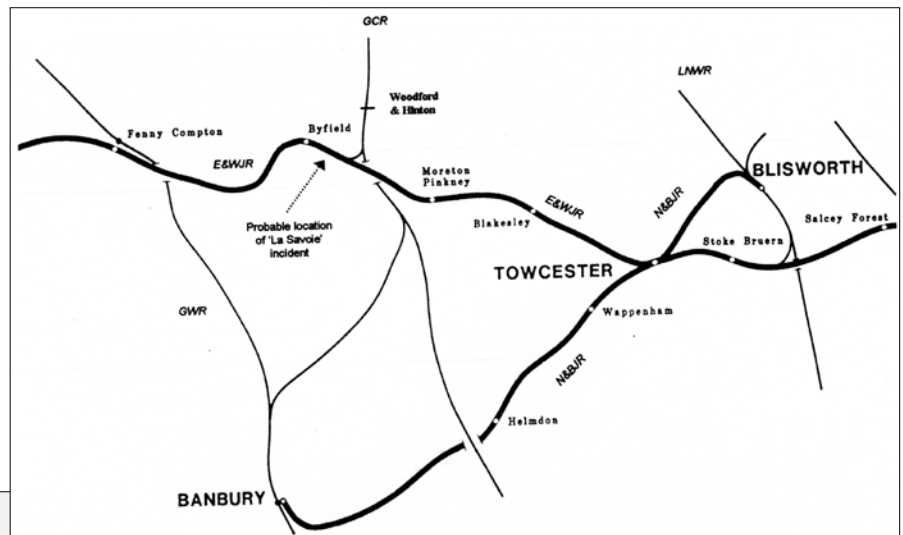 GCR
LNWR
Woodford
& Hinton
Fenny Compton
Byfield
E&WJR
Moreton
Pinkney
BLISWORTH
Probable location
of 'La Savoie'
incident
E&WJR
N&BJR
Salcey Forest
Blakesley
Stoke Bruern
TOWCESTER
GWR
Wappenham
N&BJR
Helmdon
BANBURY